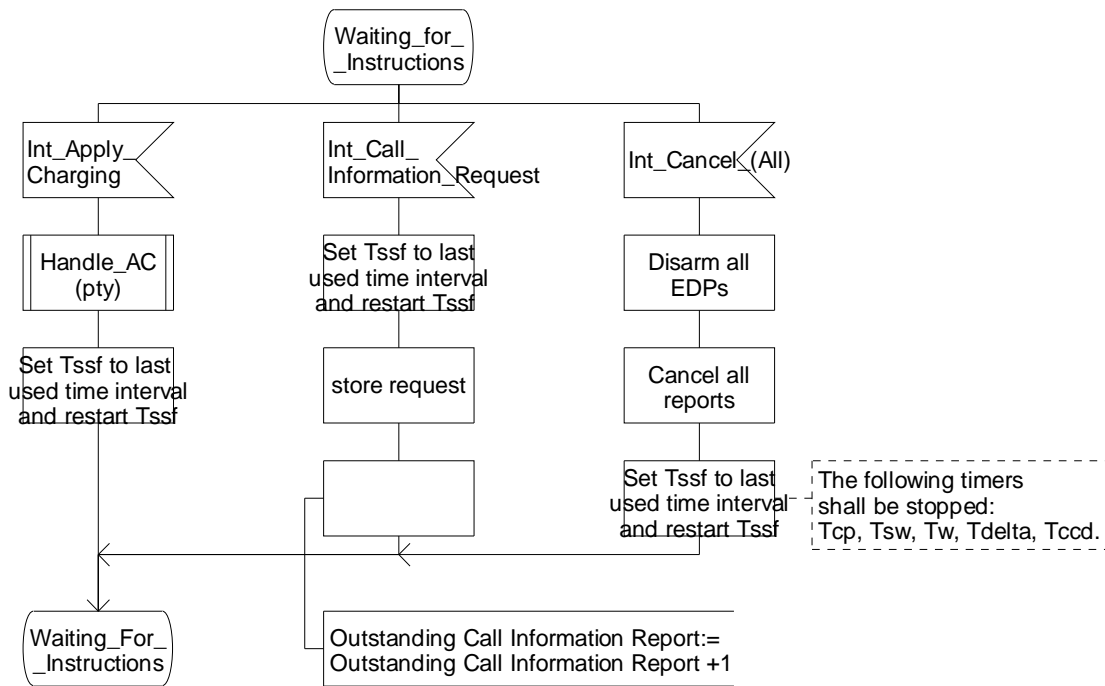 Waiting_for_
_Instructions
Int_Apply_
Charging
Int_Call_
Information_Request
Int_Cancel_(All)
Handle_AC
(pty)
Set Tssf to last
used time interval
and restart Tssf
Disarm all
EDPs
Set Tssf to last
used time interval
and restart Tssf
store request
Cancel all
reports
Set Tssf to last
used time interval
and restart Tssf
The following timers
shall be stopped:
Tcp, Tsw, Tw, Tdelta, Tccd.
Waiting_For_
_Instructions
Outstanding Call Information Report:=
Outstanding Call Information Report +1